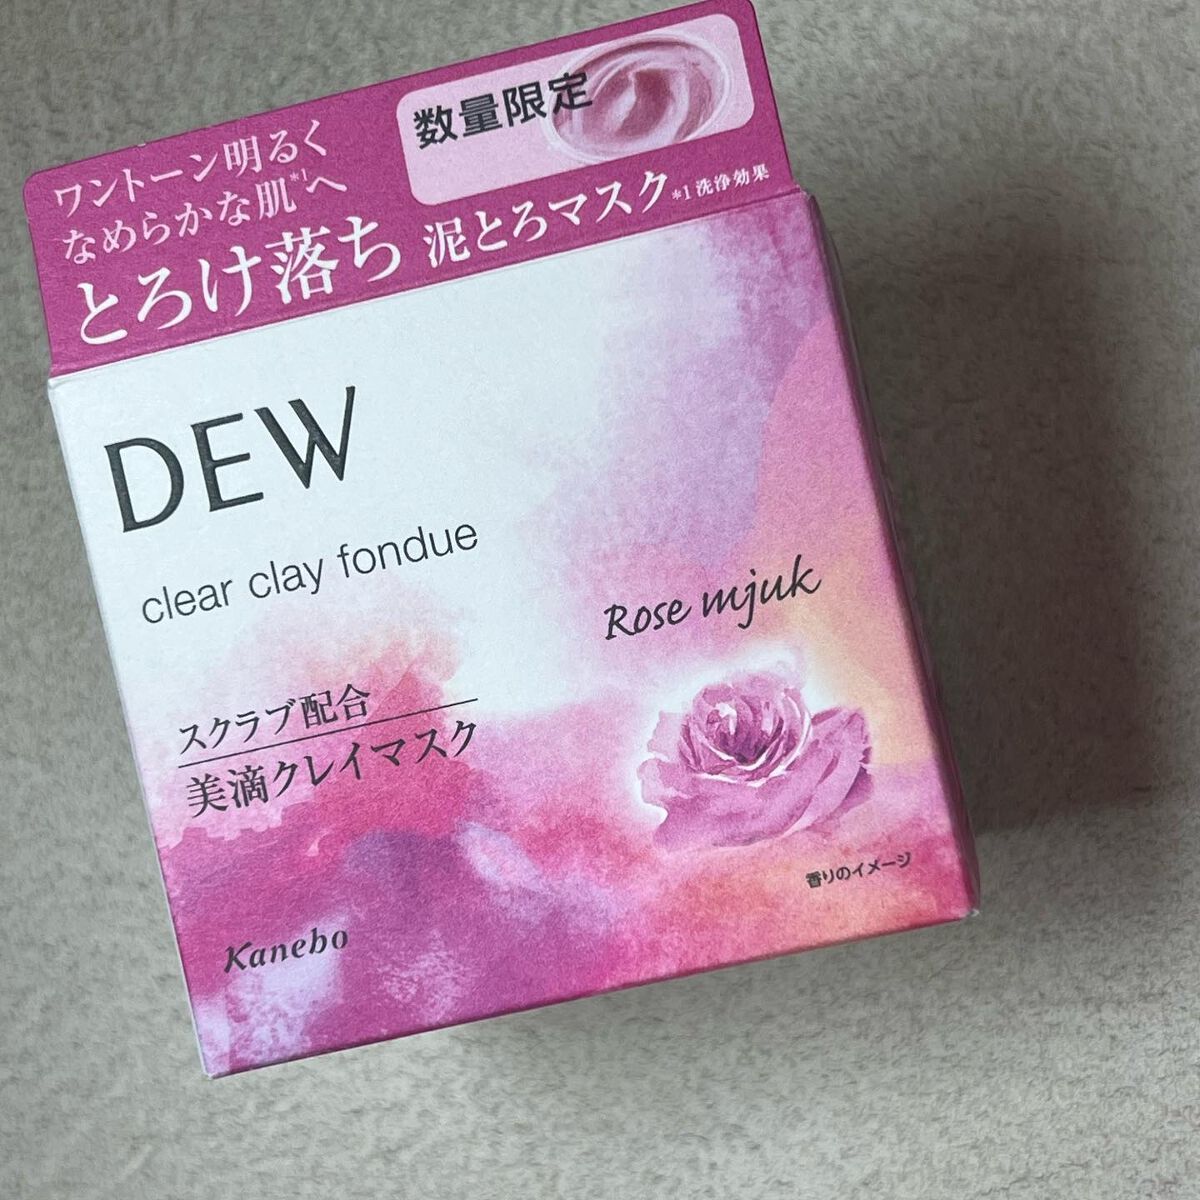 数量限定
ワントーン明るく
なめらかな肌*1へ
とろけ落ち 泥とろマスク *1 洗浄効果
DEW
clear clay fondue
Rose mjuk
スクラブ配合
美滴クレイマスク
香りのイメージ
Kanebo